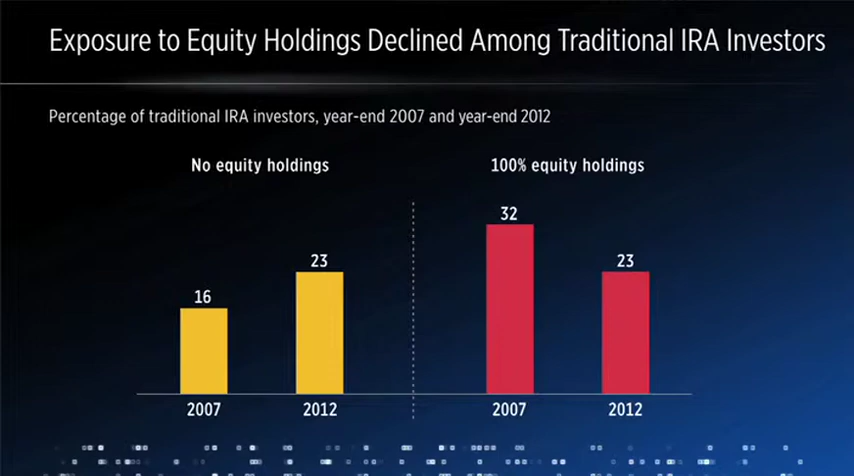 Exposure to Equity Holdings Declined Among Traditional IRA Investors
Percentage of traditional IRA investors, year-end 2007 and year-end 2012
No equity holdings
16
23
2007 2012
100% equity holdings
32
23
2007 2012